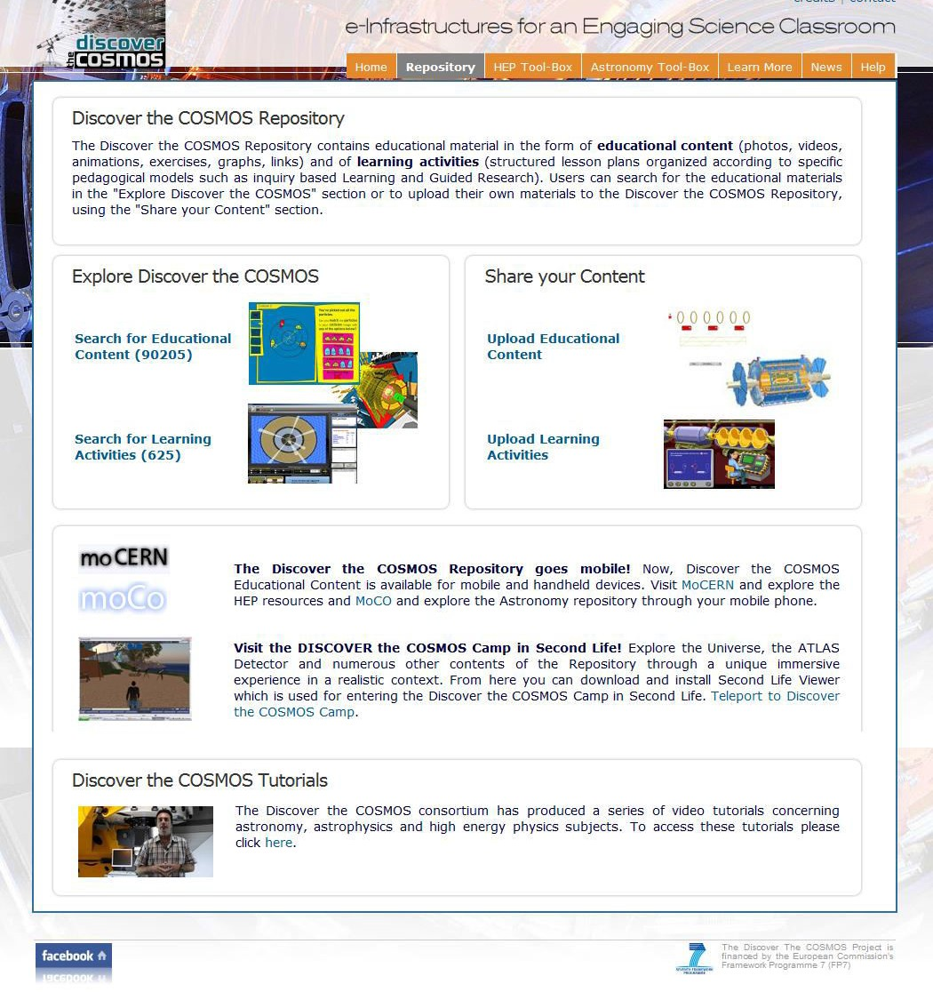 credits | contact
discover
the COSMOS
e-Infrastructures for an Engaging Science Classroom
Home Repository HEP Tool-Box Astronomy Tool-Box Learn More News Help
Discover the COSMOS Repository
The Discover the COSMOS Repository contains educational material in the form of educational content (photos, videos,
animations, exercises, graphs, links) and of learning activities (structured lesson plans organized according to specific
pedagogical models such as inquiry based Learning and Guided Research). Users can search for the educational materials
in the "Explore Discover the COSMOS" section or to upload their own materials to the Discover the COSMOS Repository,
using the "Share your Content" section.
Explore Discover the COSMOS
Search for Educational
Content (90205)
Search for Learning
Activities (625)
Share your Content
Upload Educational
Content
Upload Learning
Activities
moCERN
moCo
The Discover the COSMOS Repository goes mobile! Now, Discover the COSMOS
Educational Content is available for mobile and handheld devices. Visit MoCERN and explore the
HEP resources and MoCO and explore the Astronomy repository through your mobile phone.
Visit the DISCOVER the COSMOS Camp in Second Life! Explore the Universe, the ATLAS
Detector and numerous other contents of the Repository through a unique immersive
experience in a realistic context. From here you can download and install Second Life Viewer
which is used for entering the Discover the COSMOS Camp in Second Life. Teleport to Discover
the COSMOS Camp.
Discover the COSMOS Tutorials
The Discover the COSMOS consortium has produced a series of video tutorials concerning
astronomy, astrophysics and high energy physics subjects. To access these tutorials please
click here.
facebook
SEVENTH FRAMEWORK
PROGRAMME
The Discover The COSMOS Project is
financed by the European Commission's
Framework Programme 7 (FP7)